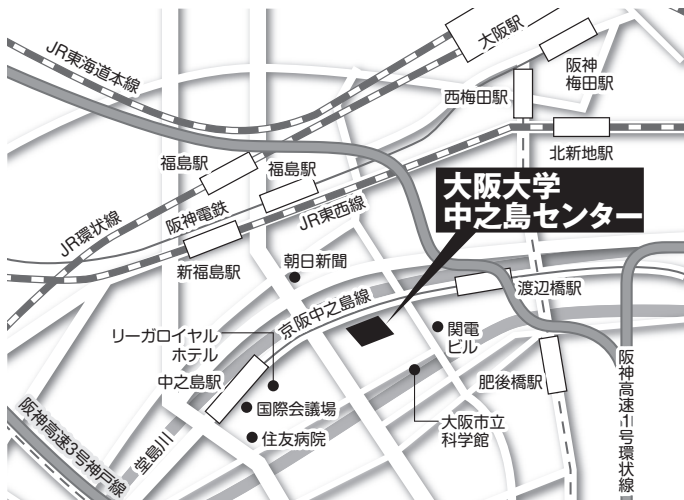 大阪駅
JR東海道本線
阪神
梅田駅
西梅田駅
北新地駅
福島駅
福島駅
大阪大学
中之島センター
阪神電鉄
JR東西線
JR環状線
新福島駅
朝日新聞
渡辺橋駅
京阪中之島線
リーガロイヤル
ホテル
関電
ビル
中之島駅
肥後橋駅
国際会議場
大阪市立
科学館
住友病院
堂島川
阪神高速3号神戸線
阪神高速1号環状線